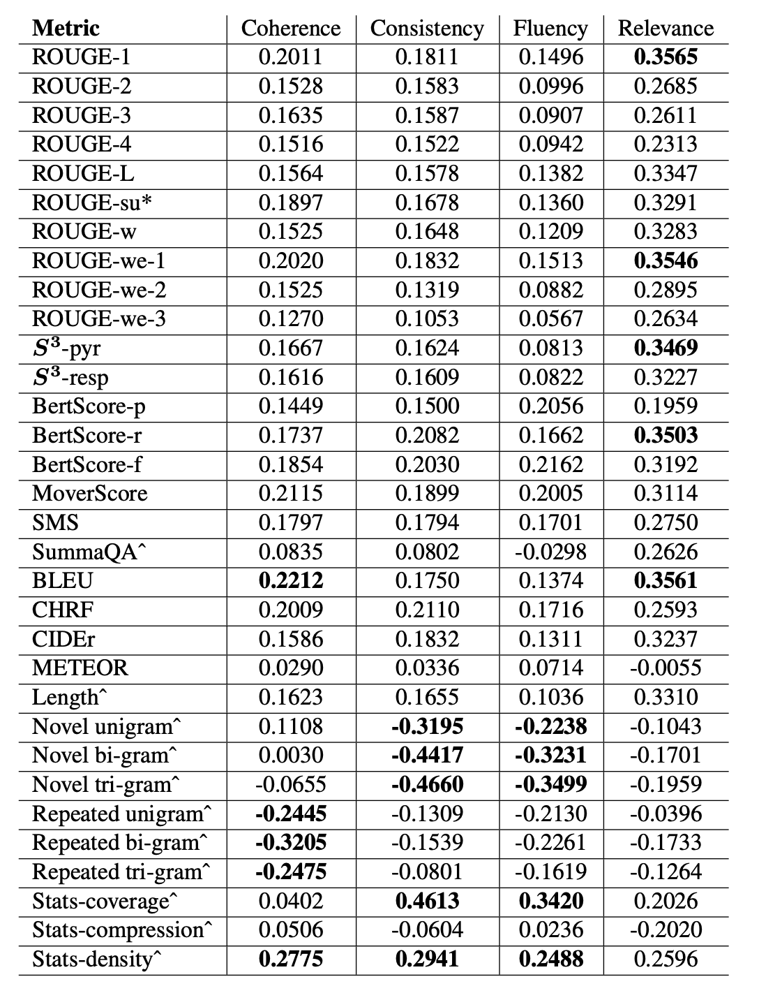 Metric Coherence Consistency Fluency Relevance
ROUGE-1 0.2011 0.1811 0.1496 0.3565
ROUGE-2 0.1528 0.1583 0.0996 0.2685
ROUGE-3 0.1635 0.1587 0.0907 0.2611
ROUGE-4 0.1516 0.1522 0.0942 0.2313
ROUGE-L 0.1564 0.1578 0.1382 0.3347
ROUGE-su* 0.1897 0.1678 0.1360 0.3291
ROUGE-w 0.1525 0.1648 0.1209 0.3283
ROUGE-we-1 0.2020 0.1832 0.1513 0.3546
ROUGE-we-2 0.1525 0.1319 0.0882 0.2895
ROUGE-we-3 0.1270 0.1053 0.0567 0.2634
S³-pyr 0.1667 0.1624 0.0813 0.3469
S³-resp 0.1616 0.1609 0.0822 0.3227
BertScore-p 0.1449 0.1500 0.2056 0.1959
BertScore-r 0.1737 0.2082 0.1662 0.3503
BertScore-f 0.1854 0.2030 0.2162 0.3192
MoverScore 0.2115 0.1899 0.2005 0.3114
SMS 0.1797 0.1794 0.1701 0.2750
SummaQA^ 0.0835 0.0802 -0.0298 0.2626
BLEU 0.2212 0.1750 0.1374 0.3561
CHRF 0.2009 0.2110 0.1716 0.2593
CIDEr 0.1586 0.1832 0.1311 0.3237
METEOR 0.0290 0.0336 0.0714 -0.0055
Length^ 0.1623 0.1655 0.1036 0.3310
Novel unigram^ 0.1108 -0.3195 -0.2238 -0.1043
Novel bi-gram^ 0.0030 -0.4417 -0.3231 -0.1701
Novel tri-gram^ -0.0655 -0.4660 -0.3499 -0.1959
Repeated unigram^ -0.2445 -0.1309 -0.2130 -0.0396
Repeated bi-gram^ -0.3205 -0.1539 -0.2261 -0.1733
Repeated tri-gram^ -0.2475 -0.0801 -0.1619 -0.1264
Stats-coverage^ 0.0402 0.4613 0.3420 0.2026
Stats-compression^ 0.0506 -0.0604 0.0236 -0.2020
Stats-density^ 0.2775 0.2941 0.2488 0.2596